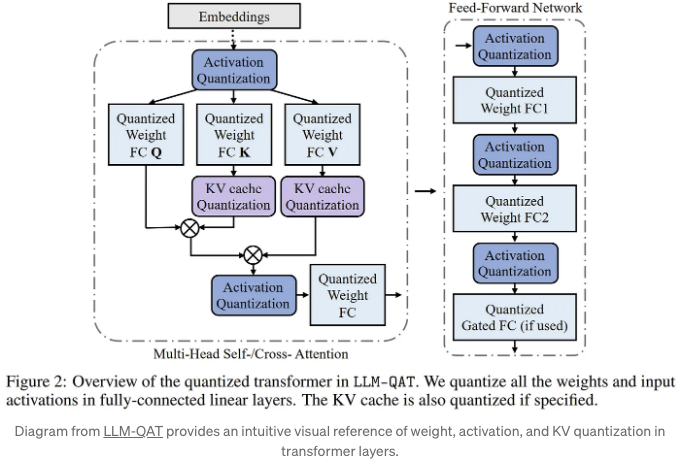 Feed-Forward Network
Embeddings
Activation
Quantization
Quantized
Weight
FC Q
Quantized
Weight
FC K
Quantized
Weight
FC V
KV cache
Quantization
KV cache
Quantization
Activation
Quantization
Quantized
Weight
FC
Multi-Head Self-/Cross- Attention
Activation
Quantization
Quantized
Weight FC1
Activation
Quantization
Quantized
Weight FC2
Activation
Quantization
Quantized
Gated FC (if used)
Figure 2: Overview of the quantized transformer in LLM-QAT. We quantize all the weights and input
activations in fully-connected linear layers. The KV cache is also quantized if specified.
Diagram from LLM-QAT provides an intuitive visual reference of weight, activation, and KV quantization in
transformer layers.